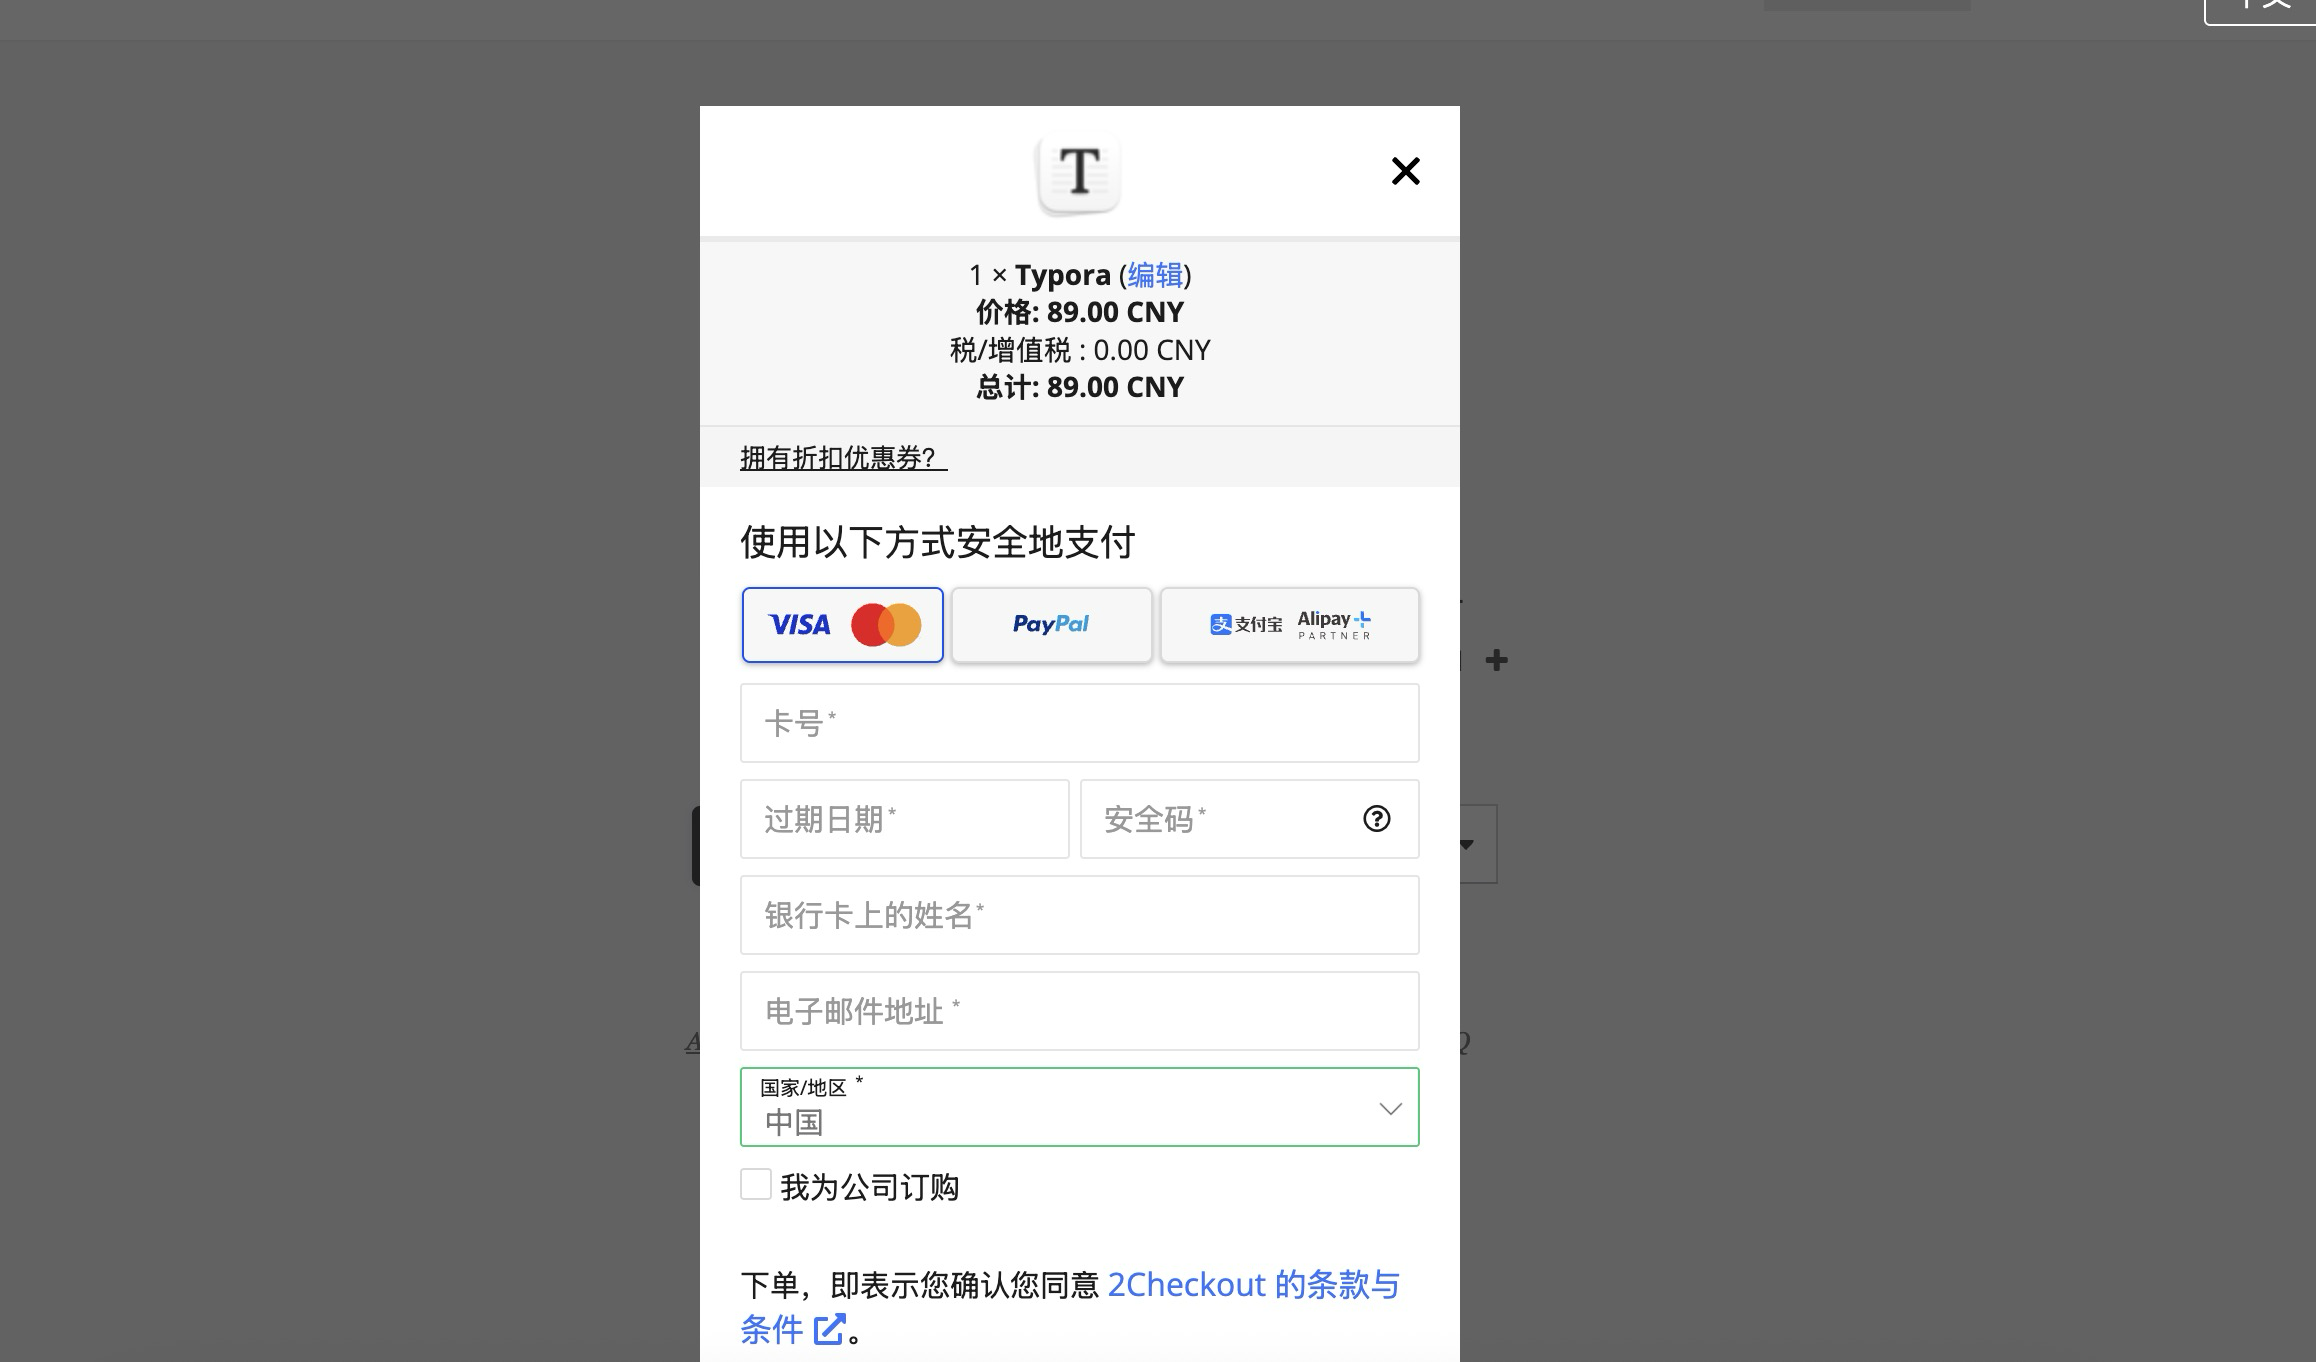 T
1 × Typora (编辑)
价格: 89.00 CNY
税/增值税 : 0.00 CNY
总计: 89.00 CNY
拥有折扣优惠券?
使用以下方式安全地支付
VISA
PayPal
支付宝 Alipay+
PARTNER
卡号*
过期日期*
安全码*
银行卡上的姓名*
电子邮件地址 *
国家/地区 *
中国
我为公司订购
下单，即表示您确认您同意 2Checkout 的条款与
条件 。